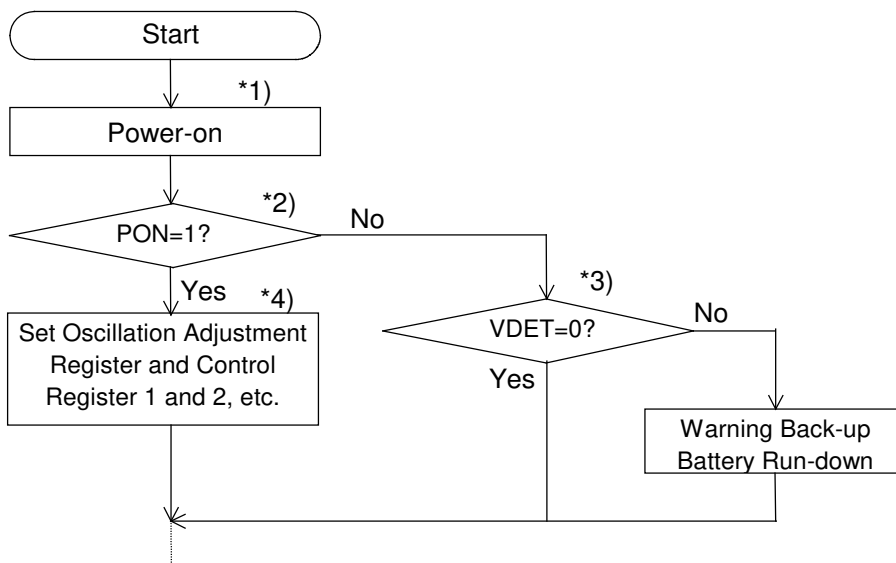 Start
*1)
Power-on
*2)
PON=1?
No
Yes
*4)
Set Oscillation Adjustment
Register and Control
Register 1 and 2, etc.
*3)
VDET=0?
No
Yes
Warning Back-up
Battery Run-down